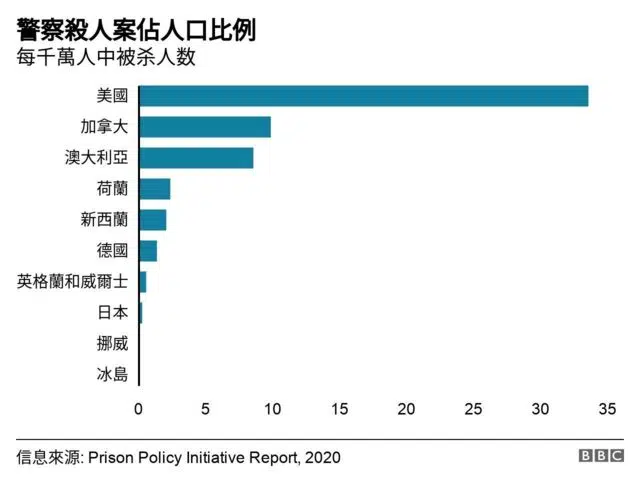 警察殺人案佔人口比例
每千萬人中被杀人数
美國
加拿大
澳大利亞
荷蘭
新西蘭
德國
英格蘭和威爾士
日本
挪威
冰島
0 5 10 15 20 25 30 35
信息來源: Prison Policy Initiative Report, 2020
BBC